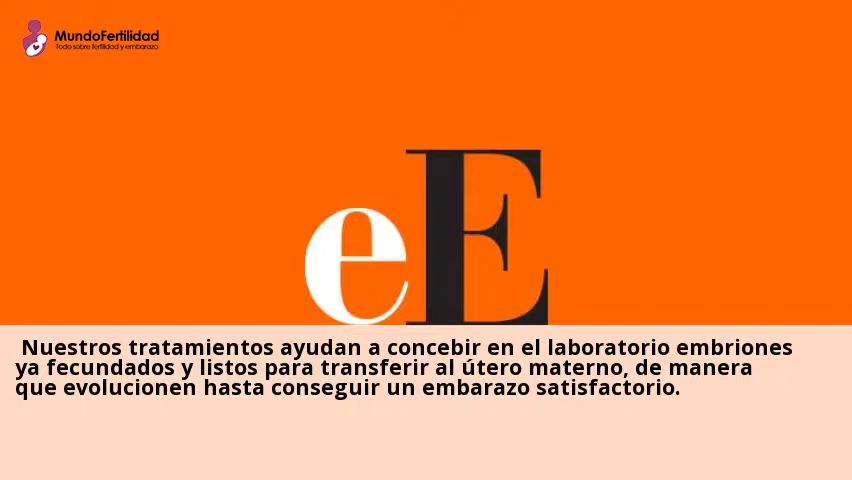 MundoFertilidad
Todo sobre fertilidad y embarazo
eE
Nuestros tratamientos ayudan a concebir en el laboratorio embriones
ya fecundados y listos para transferir al útero materno, de manera
que evolucionen hasta conseguir un embarazo satisfactorio.